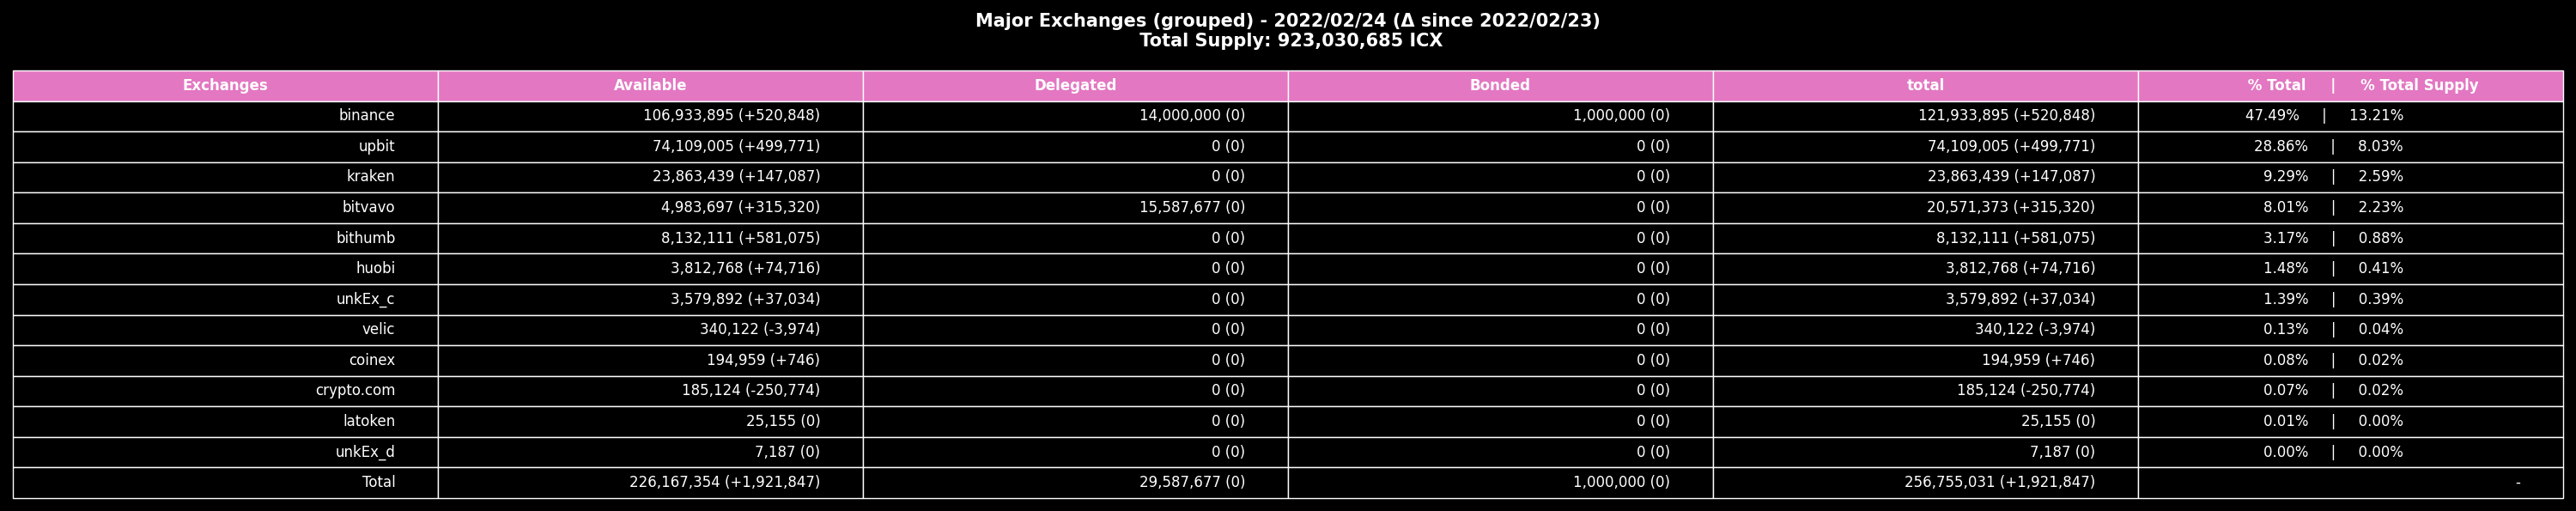 Major Exchanges (grouped) - 2022/02/24 (Δ since 2022/02/23)
Total Supply: 923,030,685 ICX
Exchanges Available Delegated Bonded total % Total | % Total Supply
binance 106,933,895 (+520,848) 14,000,000 (0) 1,000,000 (0) 121,933,895 (+520,848) 47.49% | 13.21%
upbit 74,109,005 (+499,771) 0 (0) 0 (0) 74,109,005 (+499,771) 28.86% | 8.03%
kraken 23,863,439 (+147,087) 0 (0) 0 (0) 23,863,439 (+147,087) 9.29% | 2.59%
bitvavo 4,983,697 (+315,320) 15,587,677 (0) 0 (0) 20,571,373 (+315,320) 8.01% | 2.23%
bithumb 8,132,111 (+581,075) 0 (0) 0 (0) 8,132,111 (+581,075) 3.17% | 0.88%
huobi 3,812,768 (+74,716) 0 (0) 0 (0) 3,812,768 (+74,716) 1.48% | 0.41%
unkEx_c 3,579,892 (+37,034) 0 (0) 0 (0) 3,579,892 (+37,034) 1.39% | 0.39%
velic 340,122 (-3,974) 0 (0) 0 (0) 340,122 (-3,974) 0.13% | 0.04%
coinex 194,959 (+746) 0 (0) 0 (0) 194,959 (+746) 0.08% | 0.02%
crypto.com 185,124 (-250,774) 0 (0) 0 (0) 185,124 (-250,774) 0.07% | 0.02%
latoken 25,155 (0) 0 (0) 0 (0) 25,155 (0) 0.01% | 0.00%
unkEx_d 7,187 (0) 0 (0) 0 (0) 7,187 (0) 0.00% | 0.00%
Total 226,167,354 (+1,921,847) 29,587,677 (0) 1,000,000 (0) 256,755,031 (+1,921,847) -